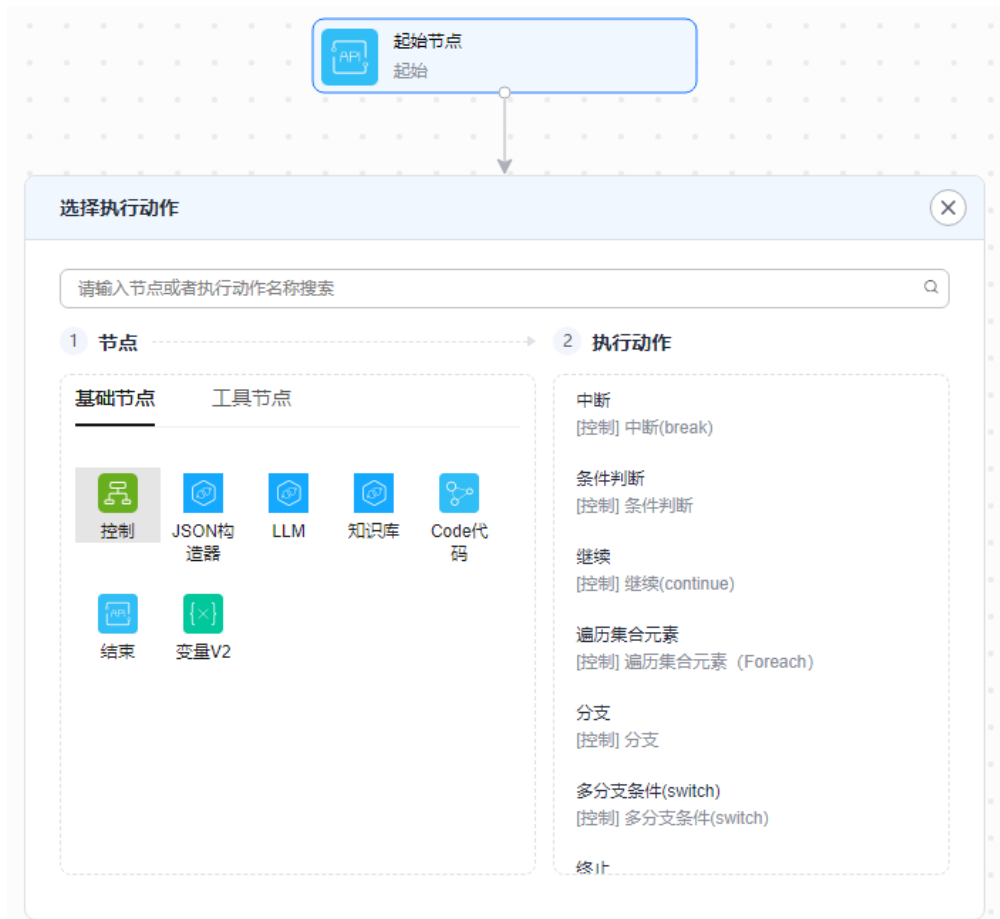 起始节点
API
起始
选择执行动作
请输入节点或者执行动作名称搜索
1 节点
2 执行动作
基础节点 工具节点
控制
JSON构
造器
LLM
知识库
Code代
码
API
结束
{×}
变量V2
中断
[控制] 中断(break)
条件判断
[控制] 条件判断
继续
[控制] 继续(continue)
遍历集合元素
[控制] 遍历集合元素（Foreach）
分支
[控制] 分支
多分支条件(switch)
[控制] 多分支条件(switch)
终止